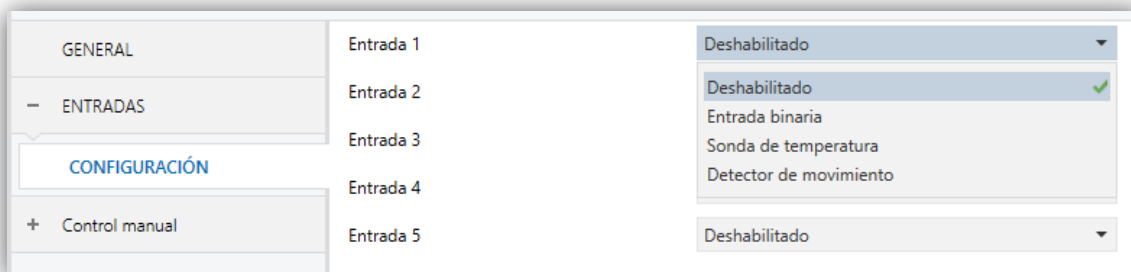 GENERAL
ENTRADAS
CONFIGURACIÓN
Control manual
Entrada 1
Deshabilitado
Deshabilitado
Entrada binaria
Sonda de temperatura
Detector de movimiento
Entrada 2
Entrada 3
Entrada 4
Entrada 5
Deshabilitado